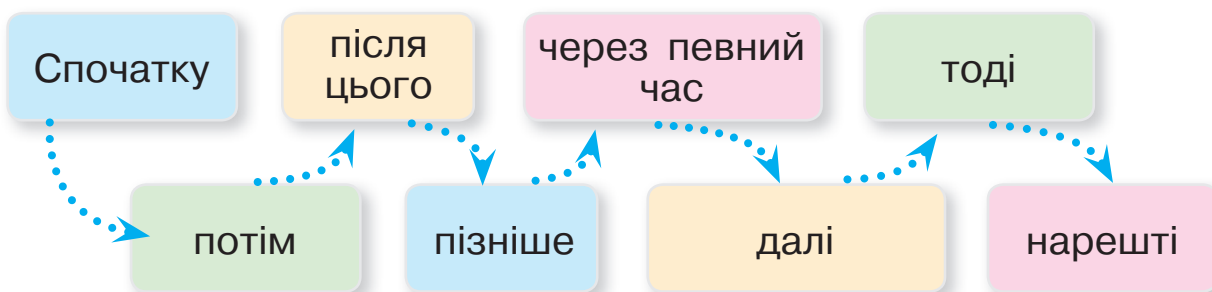 Спочатку
потім
після
цього
пізніше
через певний
час
далі
тоді
нарешті